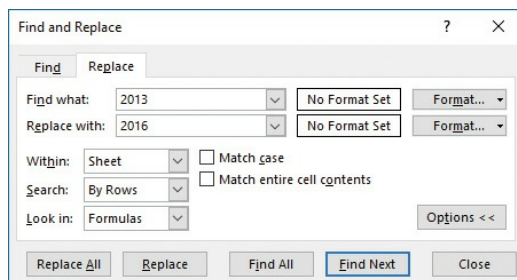 Find and Replace ? ×
Find Replace
Find what: 2013 No Format Set Format...
Replace with: 2016 No Format Set Format...
Within: Sheet Match case
Search: By Rows Match entire cell contents
Look in: Formulas Options <<
Replace All Replace Find All Find Next Close